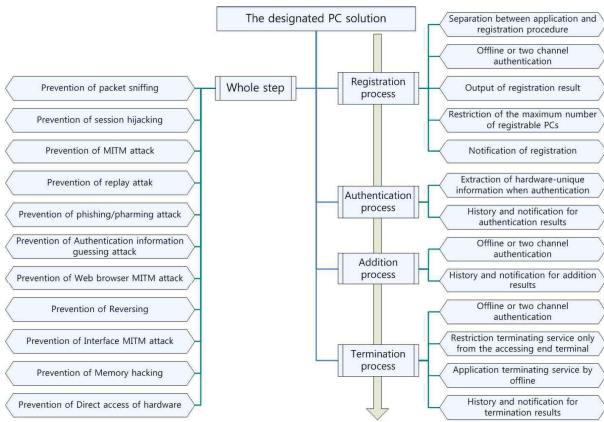 The designated PC solution
Whole step
Prevention of packet sniffing
Prevention of session hijacking
Prevention of MITM attack
Prevention of replay attak
Prevention of phishing/pharming attack
Prevention of Authentication information
guessing attack
Prevention of Web browser MITM attack
Prevention of Reversing
Prevention of Interface MITM attack
Prevention of Memory hacking
Prevention of Direct access of hardware
Registration
process
Separation between application and
registration procedure
Offline or two channel
authentication
Output of registration result
Restriction of the maximum number
of registrable PCs
Notification of registration
Authentication
process
Extraction of hardware-unique
information when authentication
History and notification for
authentication results
Addition
process
Offline or two channel
authentication
History and notification for addition
results
Termination
process
Offline or two channel
authentication
Restriction terminating service only
from the accessing end terminal
Application terminating service by
offline
History and notification for
termination results